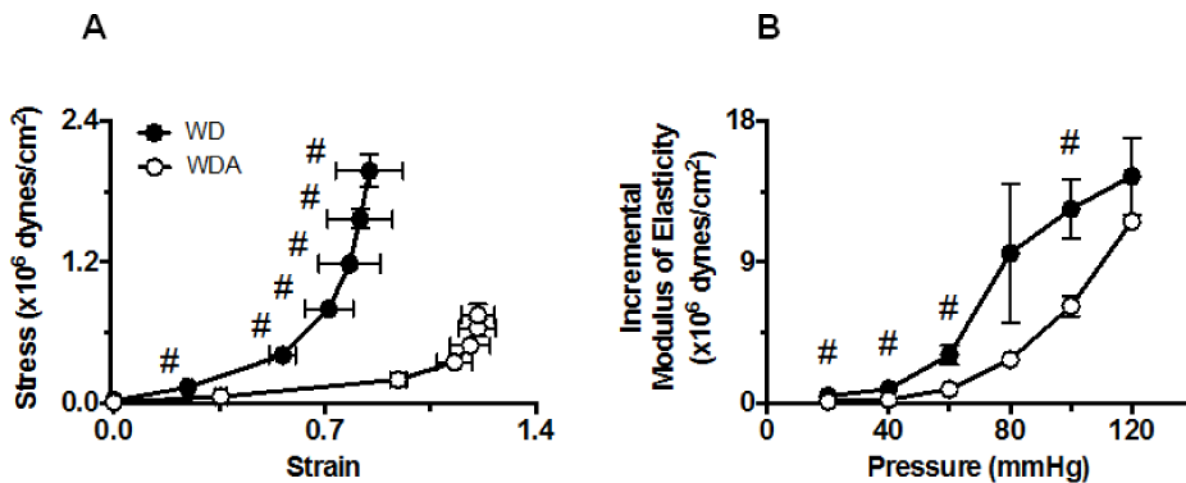 A
Stress (x10⁶ dynes/cm²)
2.4
1.2
0.0
WD
WDA
#
#
#
#
#
#
0.0
0.7
1.4
Strain
B
Incremental
Modulus of Elasticity
(x10⁶ dynes/cm²)
18
9
0
#
#
#
#
0
40
80
120
Pressure (mmHg)